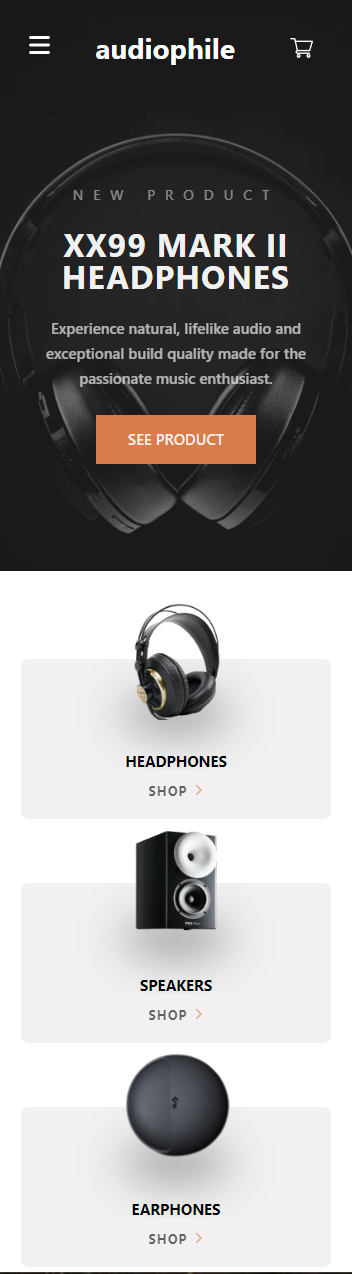 audiophile
NEW PRODUCT
XX99 MARK II
HEADPHONES
Experience natural, lifelike audio and
exceptional build quality made for the
passionate music enthusiast.
SEE PRODUCT
HEADPHONES
SHOP
SPEAKERS
SHOP
EARPHONES
SHOP